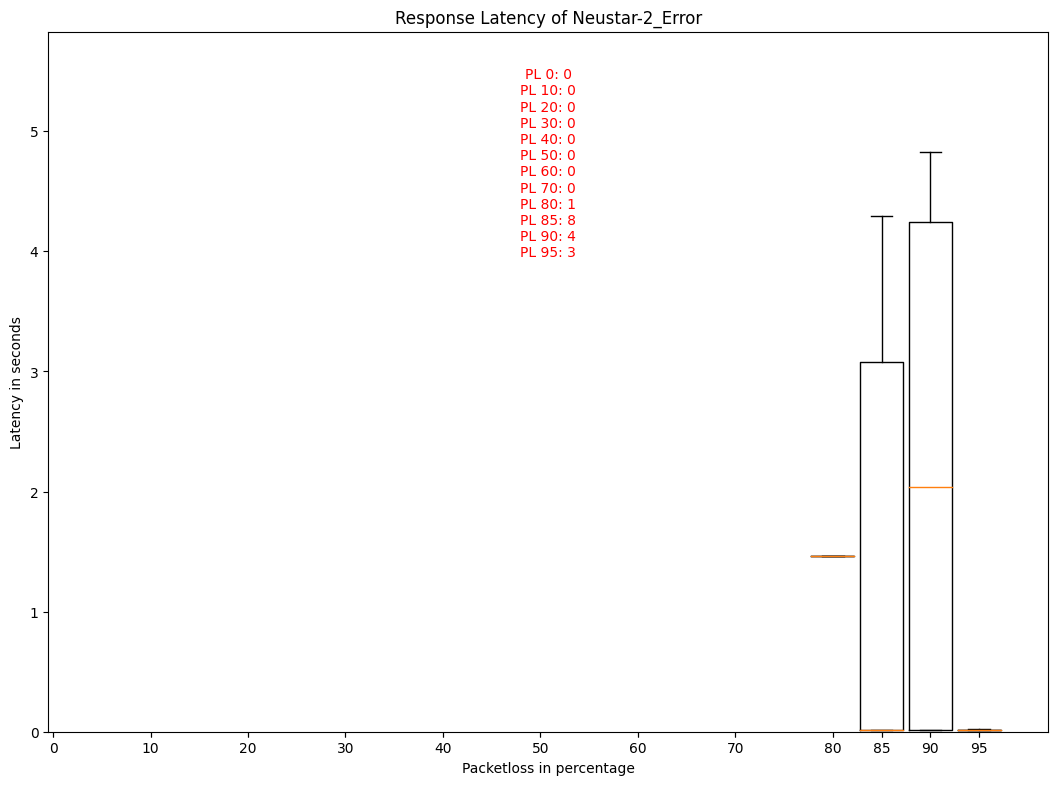 Response Latency of Neustar-2_Error
PL 0: 0
PL 10: 0
PL 20: 0
PL 30: 0
PL 40: 0
PL 50: 0
PL 60: 0
PL 70: 0
PL 80: 1
PL 85: 8
PL 90: 4
PL 95: 3
Latency in seconds
5
4
3
2
1
0
0 10 20 30 40 50 60 70 80 85 90 95
Packetloss in percentage